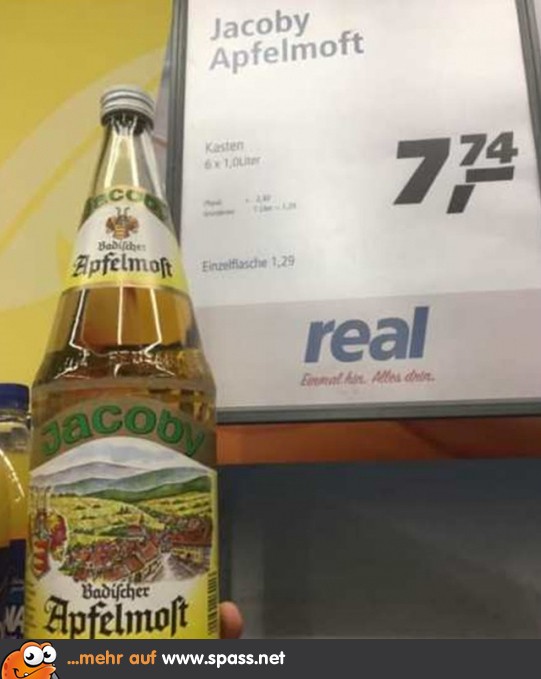 Jacoby
Apfelmoft
Kasten
6 x 1,0Liter
7,74
Einzelflasche 1,29
real
Einmal hin. Alles drin.
Jacoby
Badischer
Apfelmost
Jacoby
Badischer
Apfelmost
...mehr auf www.spass.net